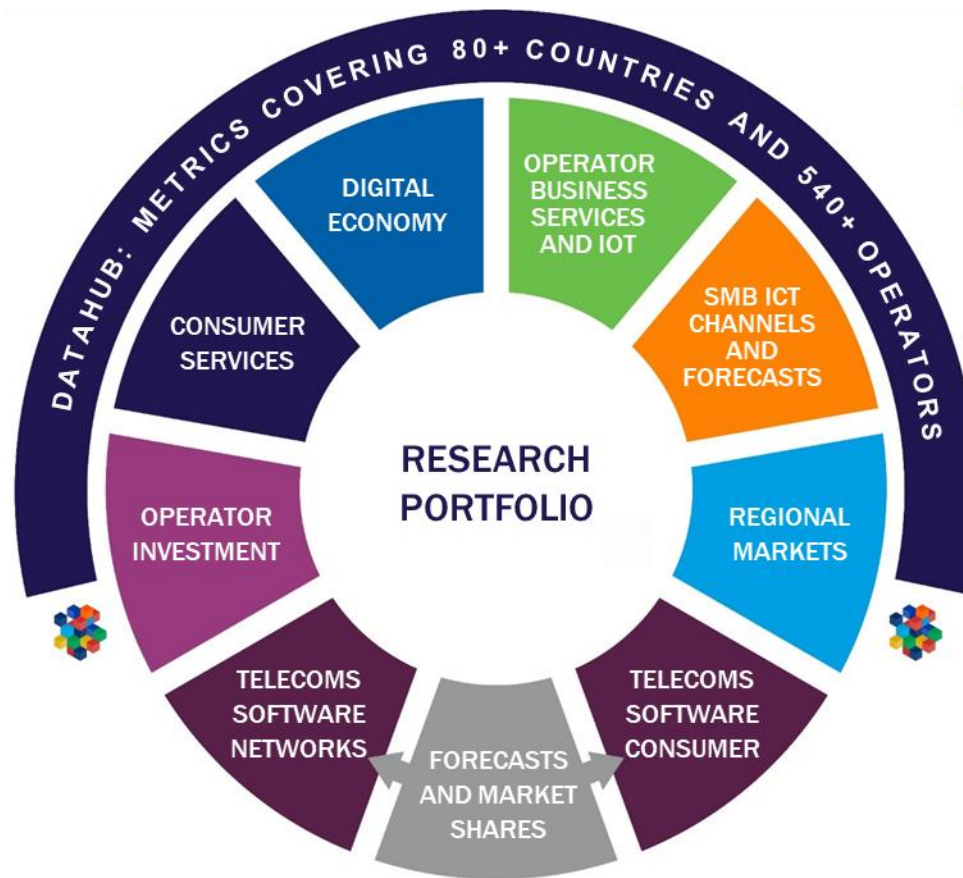 DATAHUB: METRICS COVERING 80+ COUNTRIES AND 540+ OPERATORS
DIGITAL
ECONOMY
OPERATOR
BUSINESS
SERVICES
AND IOT
CONSUMER
SERVICES
SMB ICT
CHANNELS
AND
FORECASTS
RESEARCH
PORTFOLIO
OPERATOR
INVESTMENT
REGIONAL
MARKETS
TELECOMS
SOFTWARE
NETWORKS
TELECOMS
SOFTWARE
CONSUMER
FORECASTS
AND MARKET
SHARES